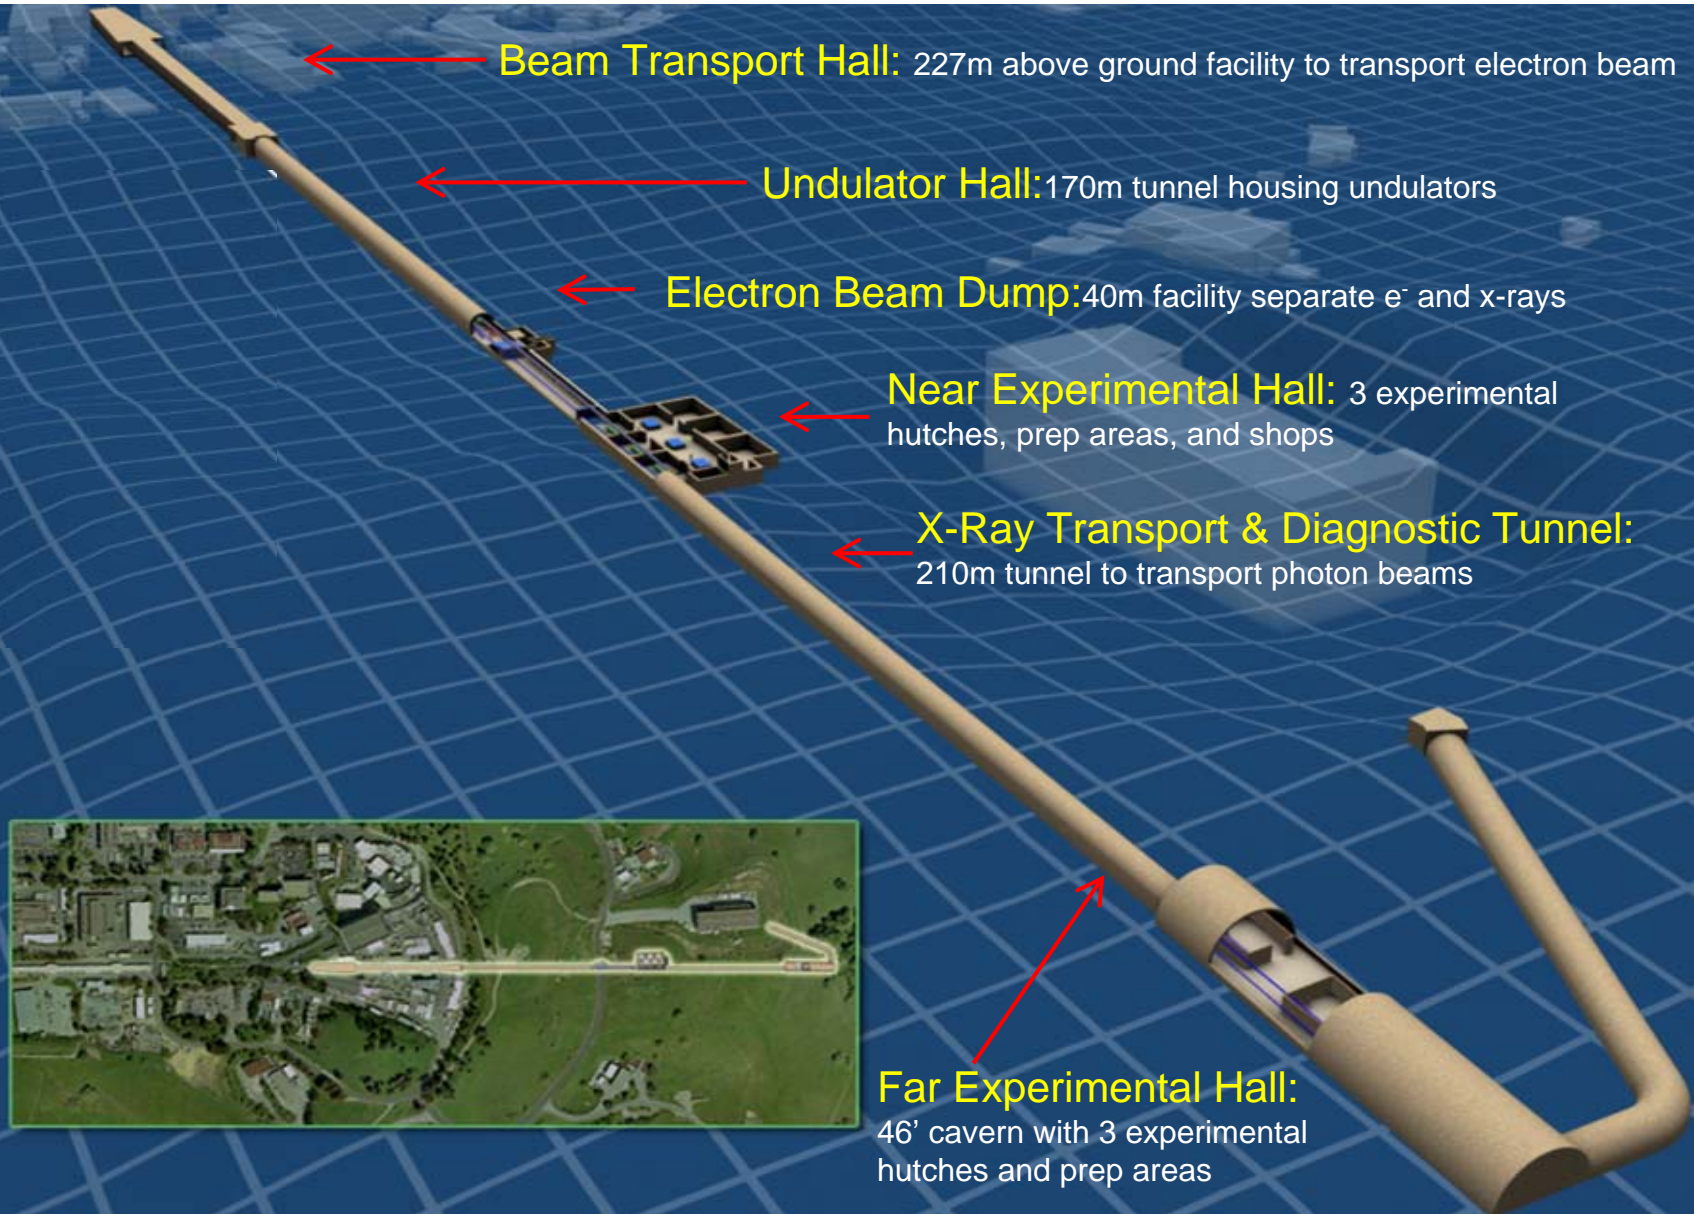 Beam Transport Hall: 227m above ground facility to transport electron beam
Undulator Hall:170m tunnel housing undulators
Electron Beam Dump:40m facility separate e- and x-rays
Near Experimental Hall: 3 experimental
hutches, prep areas, and shops
X-Ray Transport & Diagnostic Tunnel:
210m tunnel to transport photon beams
Far Experimental Hall:
46’ cavern with 3 experimental
hutches and prep areas